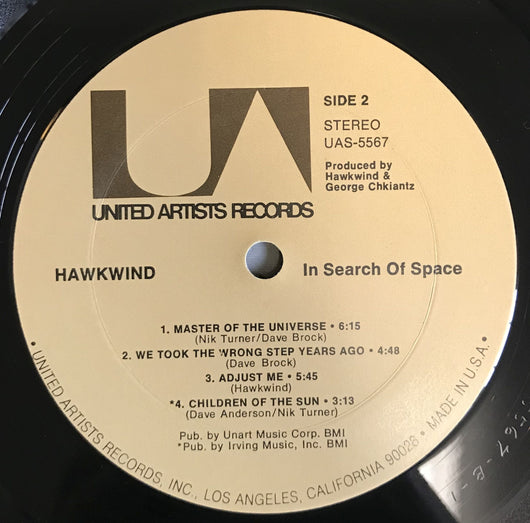 UA
SIDE 2
STEREO
UAS-5567
Produced by
Hawkwind &
George Chkiantz
UNITED ARTISTS RECORDS
HAWKWIND
In Search Of Space
1. MASTER OF THE UNIVERSE • 6:15
(Nik Turner/Dave Brock)
2. WE TOOK THE WRONG STEP YEARS AGO • 4:48
(Dave Brock)
3. ADJUST ME • 5:45
(Hawkwind)
*4. CHILDREN OF THE SUN • 3:13
(Dave Anderson/Nik Turner)
Pub. by Unart Music Corp. BMI
*Pub. by Irving Music, Inc. BMI
• UNITED ARTISTS RECORDS, INC., LOS ANGELES, CALIFORNIA 90028 • MADE IN U.S.A. •